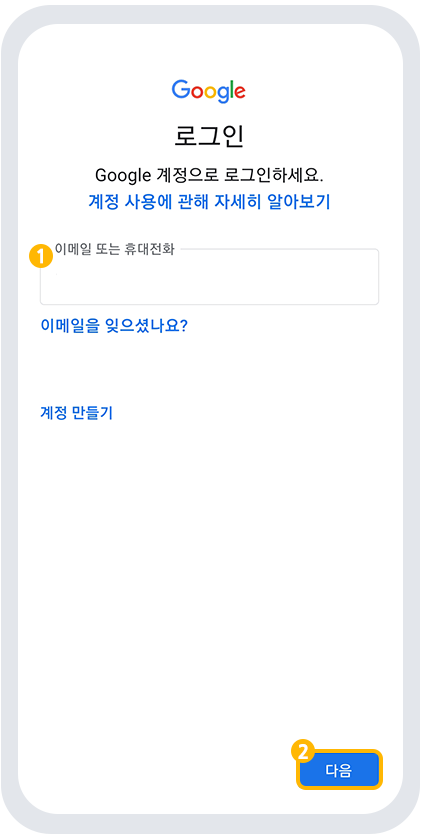 Google
로그인
Google 계정으로 로그인하세요.
계정 사용에 관해 자세히 알아보기
1 이메일 또는 휴대전화
이메일을 잊으셨나요?
계정 만들기
2
다음